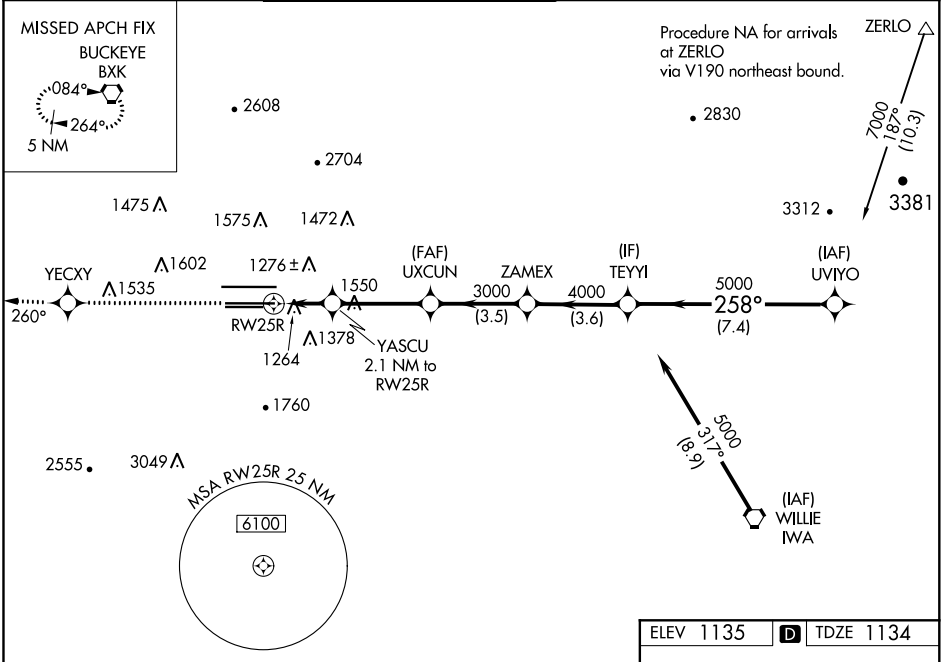 MISSED APCH FIX
BUCKEYE
BXK
084°
264°
5 NM
Procedure NA for arrivals
at ZERLO
via V190 northeast bound.
ZERLO
7000
187°
(10.3)
2608
2830
2704
3381
3312
1475
1575
1472
(FAF)
UXCUN
ZAMEX
(IF)
TEYYI
(IAF)
UVIYO
YECXY
1602
1276±
1535
1550
3000
(3.5)
4000
(3.6)
5000
258°
(7.4)
260°
RW25R
1264
1378
YASCU
2.1 NM to
RW25R
1760
5000
317°
(8.9)
2555
3049
MSA RW25R 25 NM
6100
(IAF)
WILLIE
IWA
ELEV 1135 D TDZE 1134